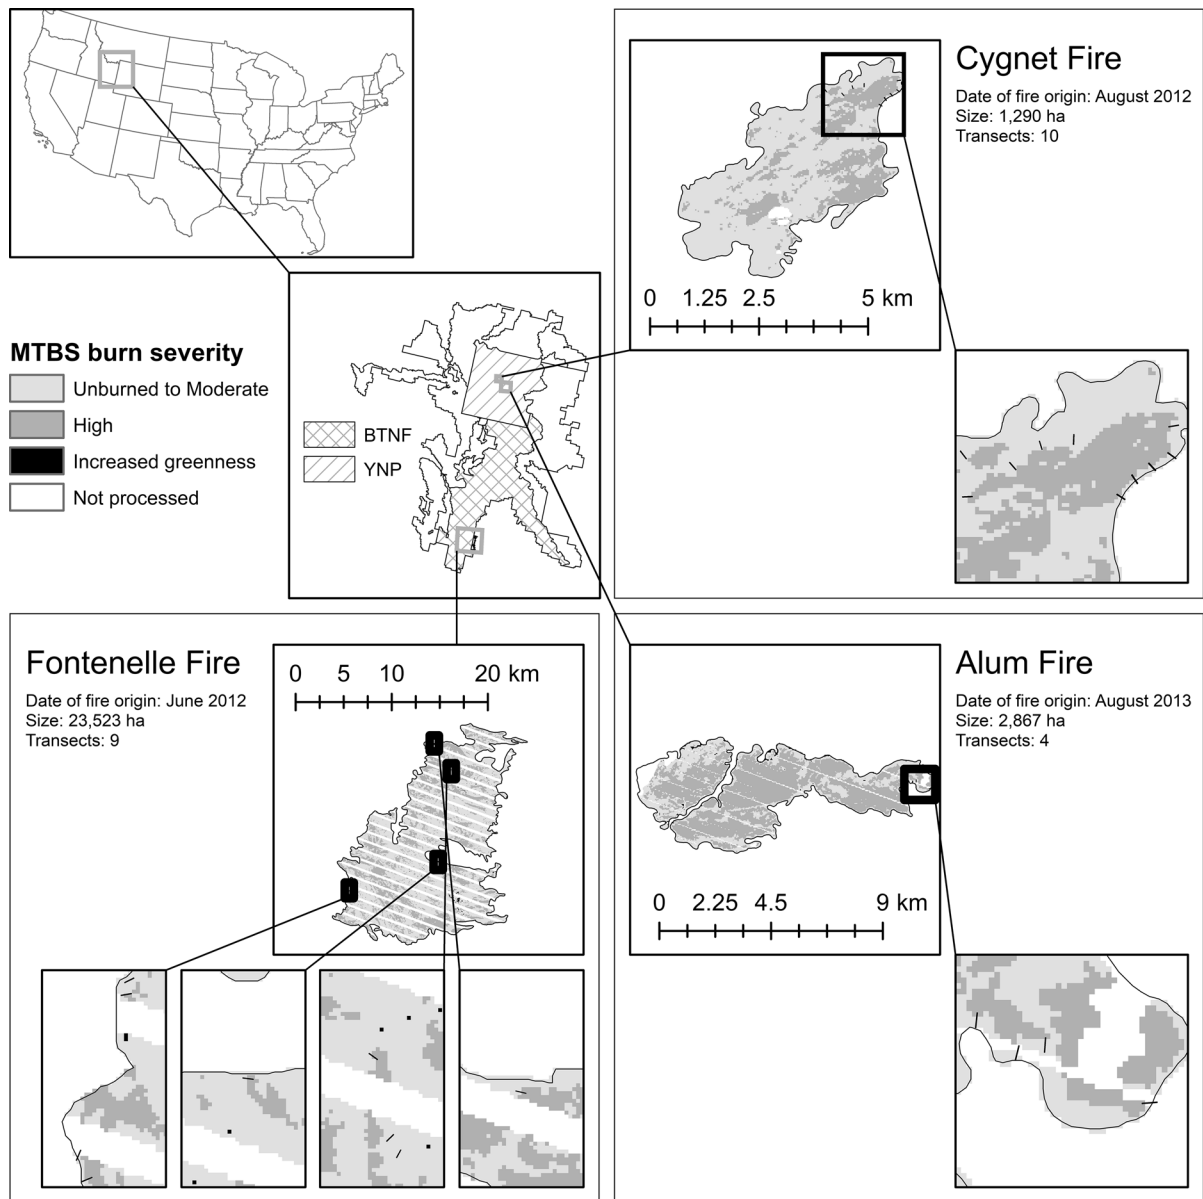 Cygnet Fire
Date of fire origin: August 2012
Size: 1,290 ha
Transects: 10
0 1.25 2.5 5 km
MTBS burn severity
Unburned to Moderate
High
Increased greenness
Not processed
BTNF
YNP
Fontenelle Fire
Date of fire origin: June 2012
Size: 23,523 ha
Transects: 9
0 5 10 20 km
Alum Fire
Date of fire origin: August 2013
Size: 2,867 ha
Transects: 4
0 2.25 4.5 9 km